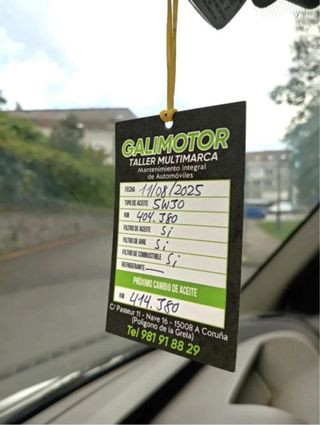 GALIMOTOR
TALLER MULTIMARCA
Mantenimiento integral
de Automóviles
FECHA 11/08/2025
TIPO DE ACEITE 5W30
KM 404.380
FILTRO DE ACEITE Si
FILTRO DE AIRE Si
FILTRO DE COMBUSTIBLE Si
REFRIGERANTE
PRÓXIMO CAMBIO DE ACEITE
KM 414.380
C/ Pasteur 11 - Nave 16 - 15008 A Coruña
(Polígono de la Grela)
Tel 981 91 88 29